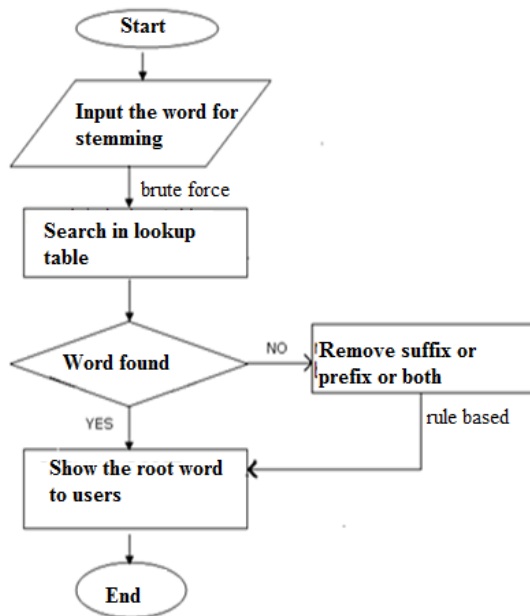 Start
Input the word for
stemming
brute force
Search in lookup
table
Word found
NO
Remove suffix or
prefix or both
YES
rule based
Show the root word
to users
End